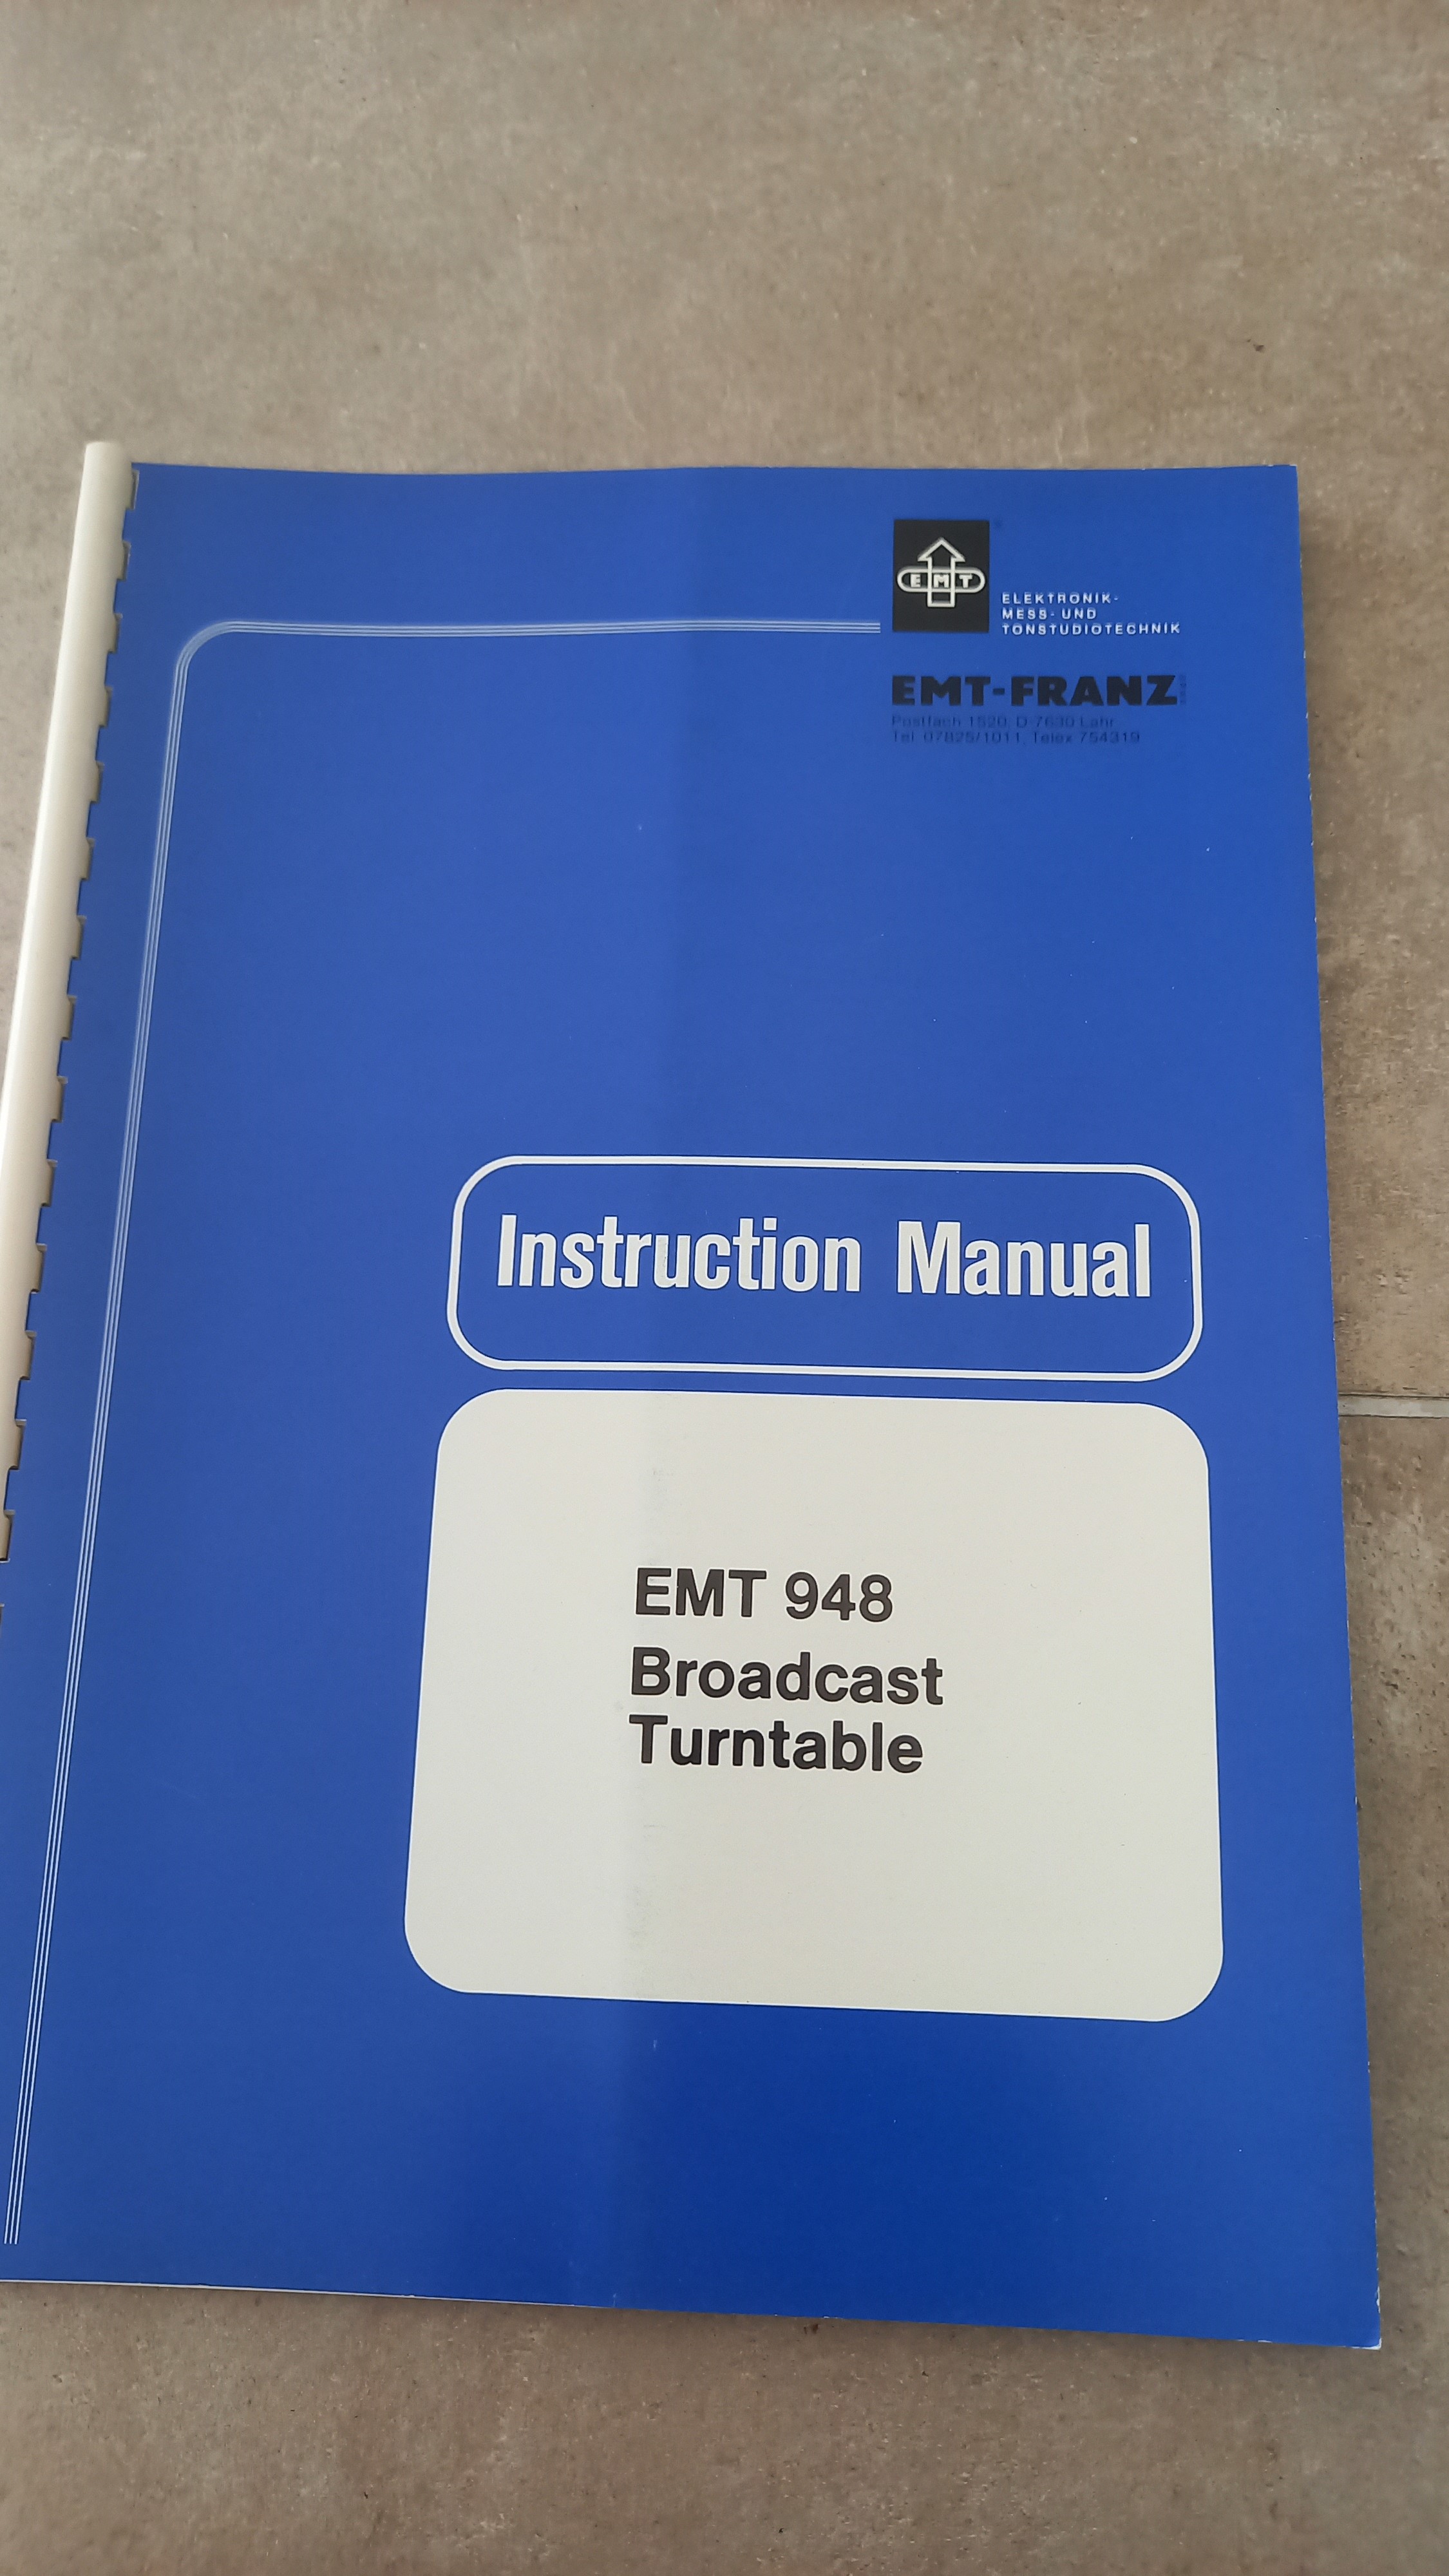 EMT
ELEKTRONIK-
MESS- UND
TONSTUDIOTECHNIK
EMT-FRANZ
Postfach 1520, D-7630 Lahr
Tel. 07825/1011, Telex 754319
Instruction Manual
EMT 948
Broadcast
Turntable